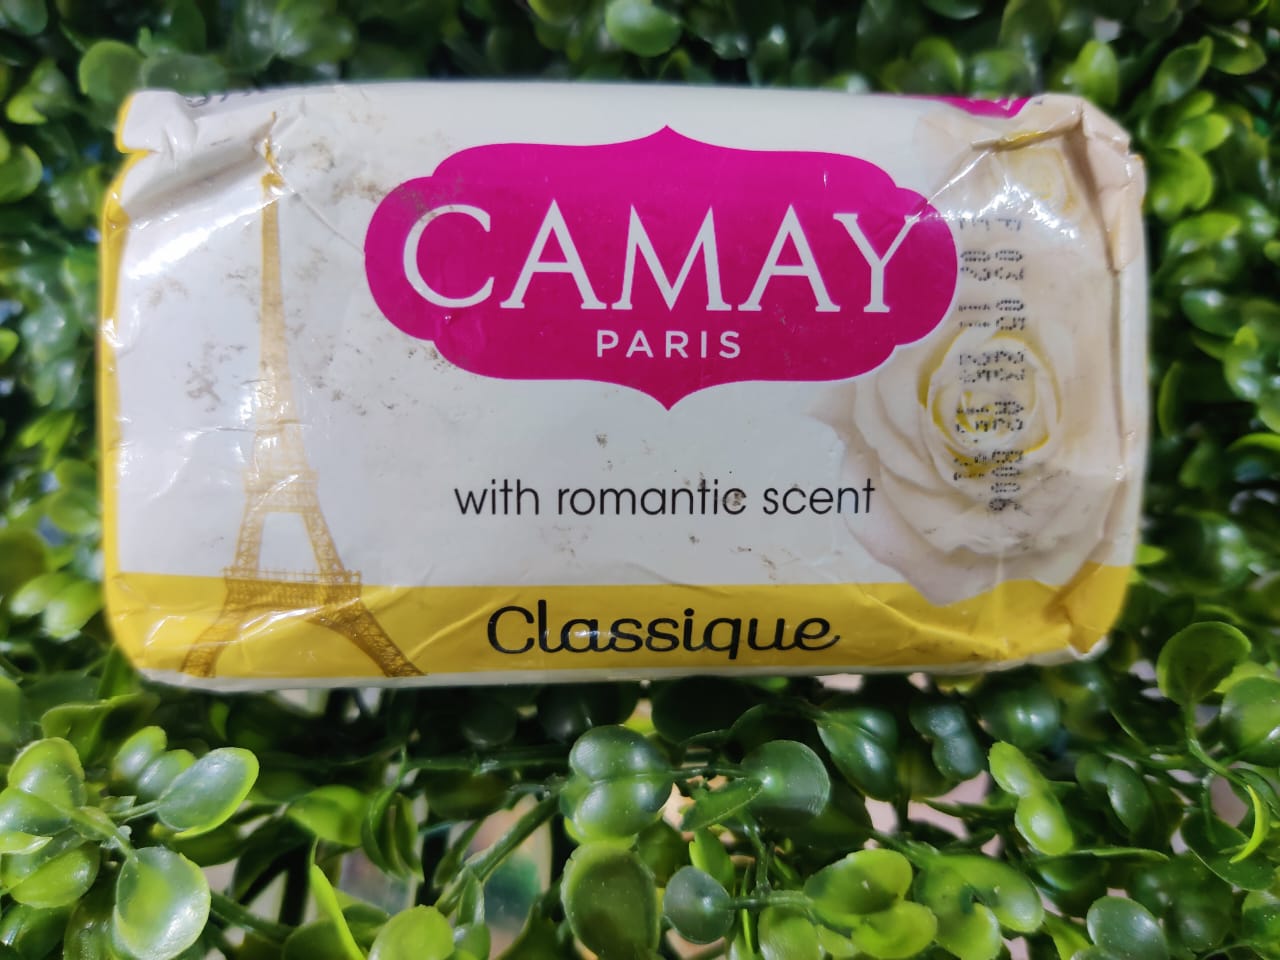 CAMAY
PARIS
with romantic scent
Classique